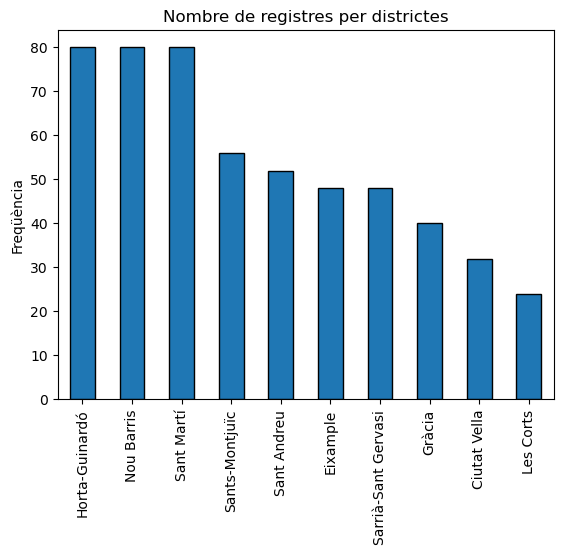 Nombre de registres per districtes
Freqüència
80
70
60
50
40
30
20
10
0
Horta-Guinardó
Nou Barris
Sant Martí
Sants-Montjuïc
Sant Andreu
Eixample
Sarrià-Sant Gervasi
Gràcia
Ciutat Vella
Les Corts